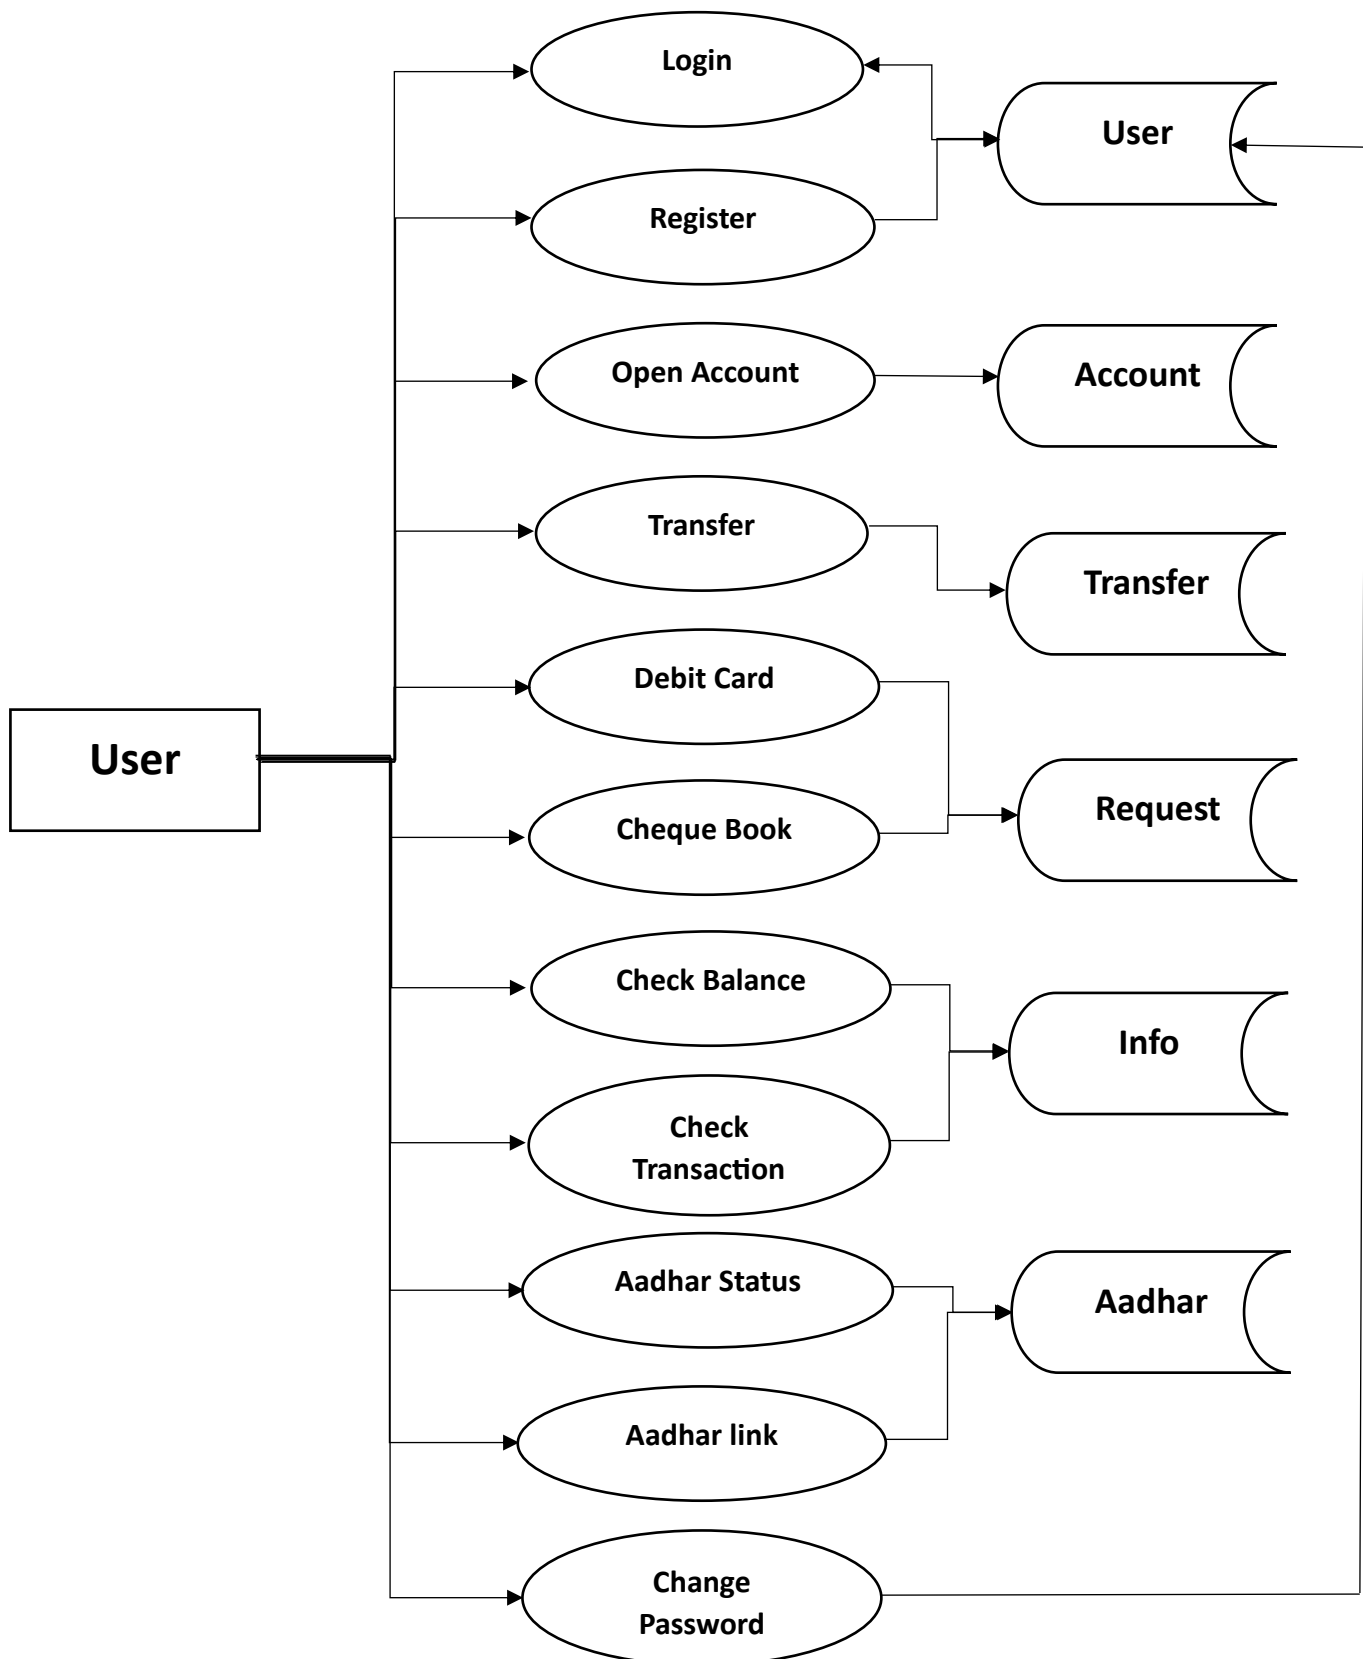 Login
User
Register
Open Account
Account
Transfer
Transfer
Debit Card
User
Request
Cheque Book
Check Balance
Info
Check
Transaction
Aadhar Status
Aadhar
Aadhar link
Change
Password